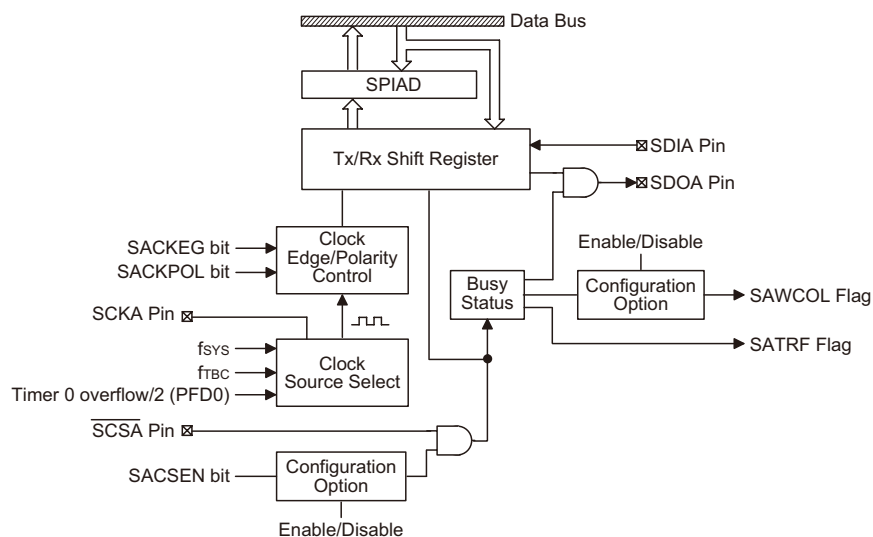 Data Bus
SPIAD
Tx/Rx Shift Register
SDIA Pin
SDOA Pin
SACKEG bit
SACKPOL bit
Clock
Edge/Polarity
Control
Enable/Disable
Busy
Status
Configuration
Option
SAWCOL Flag
SCKA Pin
SATRF Flag
fSYS
fTBC
Timer 0 overflow/2 (PFD0)
Clock
Source Select
SCSA Pin
SACSEN bit
Configuration
Option
Enable/Disable